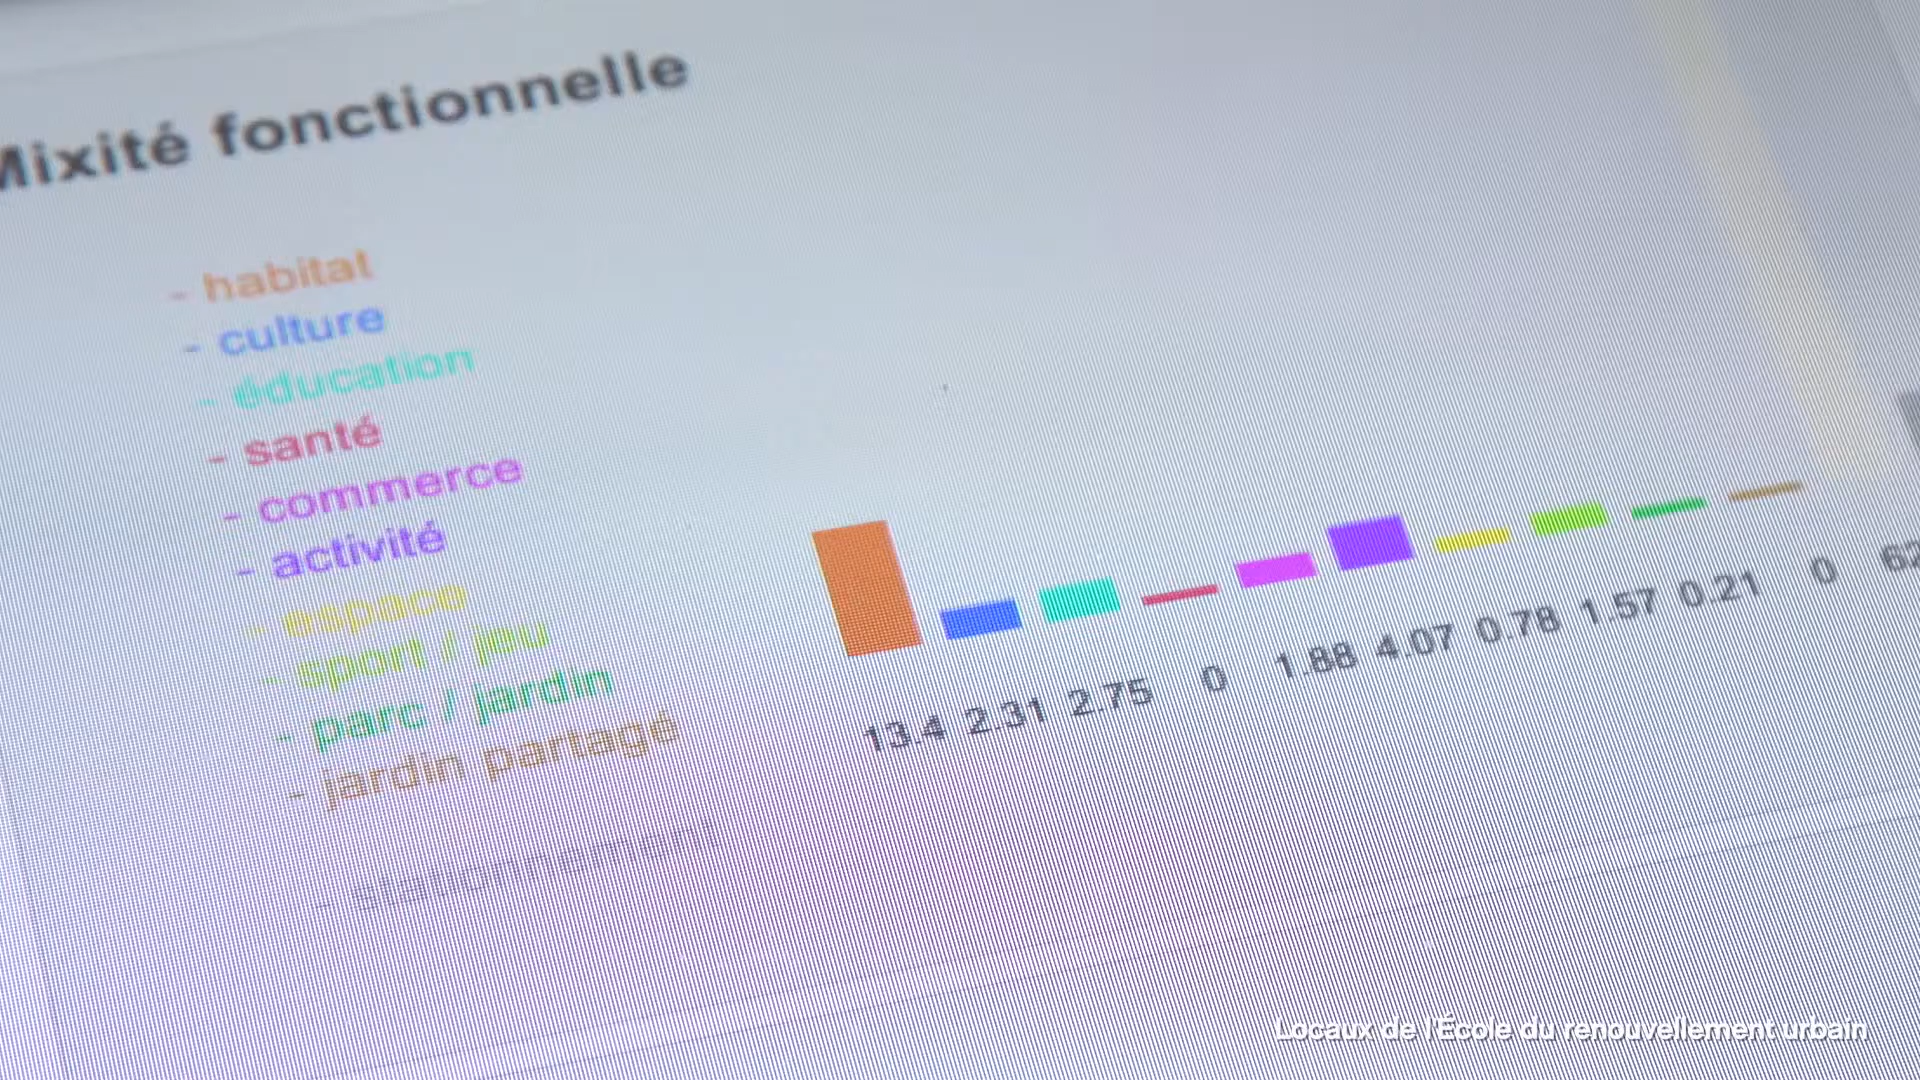 Mixité fonctionnelle
- habitat
- culture
- éducation
- santé
- commerce
- activité
- espace
- sport / jeu
- parc / jardin
- jardin partagé
- stationnement
13.4 2.31 2.75 0 1.88 4.07 0.78 1.57 0.21 0
Locaux de l'École du renouvellement urbain